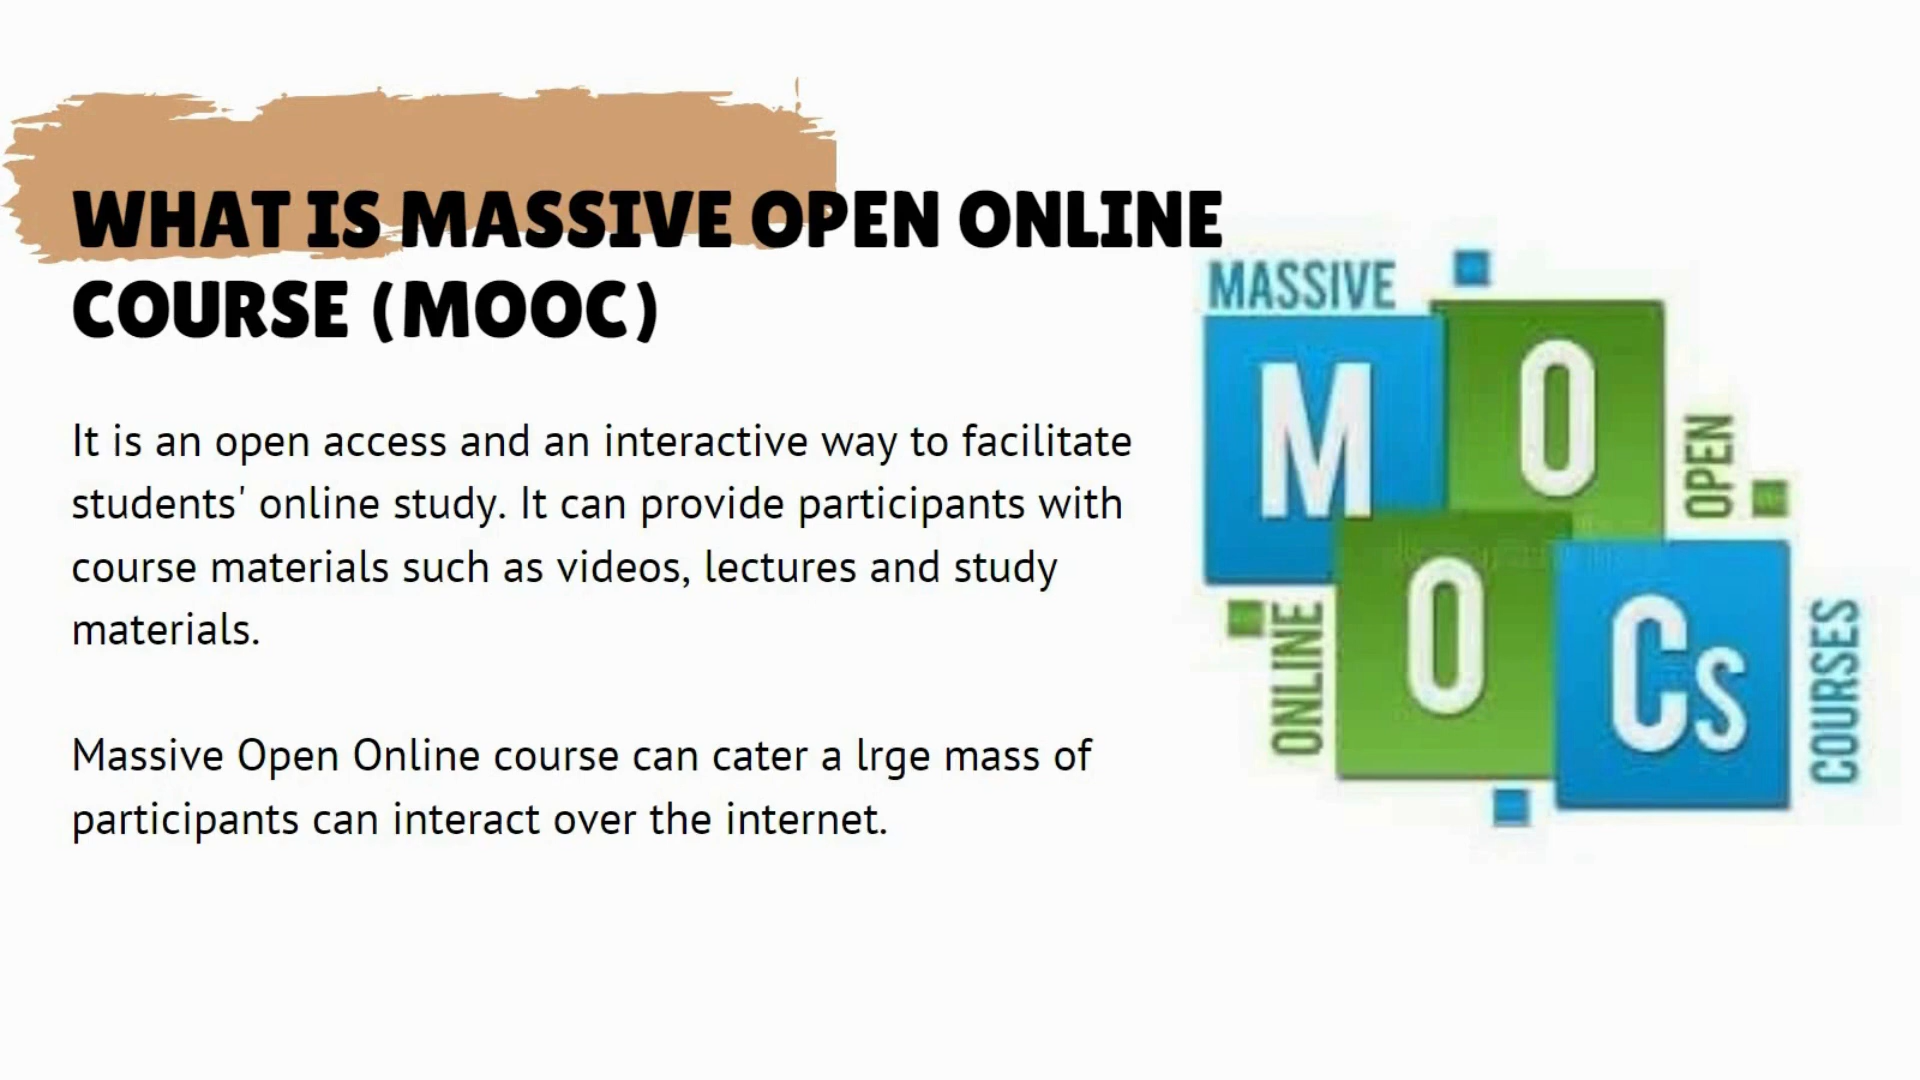 WHAT IS MASSIVE OPEN ONLINE
COURSE (MOOC)
It is an open access and an interactive way to facilitate
students' online study. It can provide participants with
course materials such as videos, lectures and study
materials.
Massive Open Online course can cater a lrge mass of
participants can interact over the internet.
MASSIVE
M
O
OPEN
ONLINE
O
Cs
COURSES